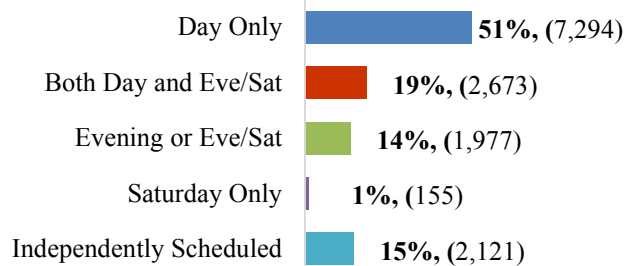 Day Only 51%, (7,294)
Both Day and Eve/Sat 19%, (2,673)
Evening or Eve/Sat 14%, (1,977)
Saturday Only 1%, (155)
Independently Scheduled 15%, (2,121)